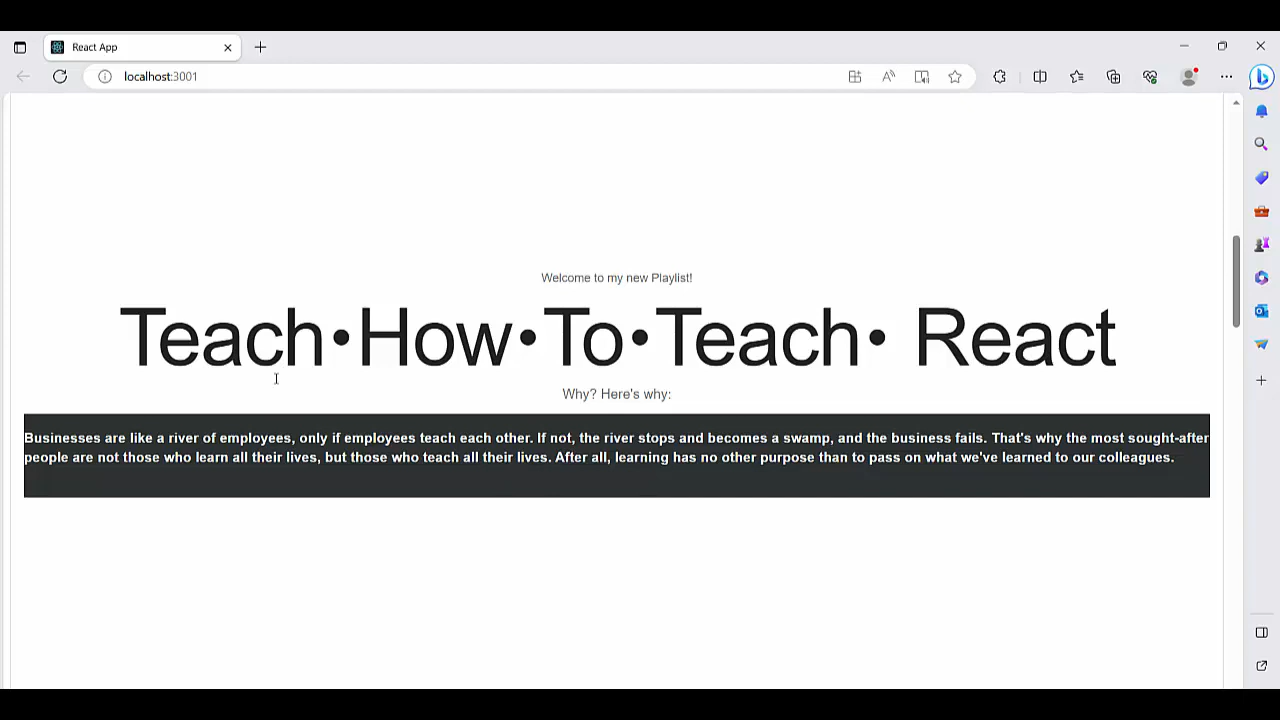 React App
localhost:3001
Welcome to my new Playlist!
Teach•How•To•Teach• React
Why? Here's why:
Businesses are like a river of employees, only if employees teach each other. If not, the river stops and becomes a swamp, and the business fails. That's why the most sought-after
people are not those who learn all their lives, but those who teach all their lives. After all, learning has no other purpose than to pass on what we've learned to our colleagues.